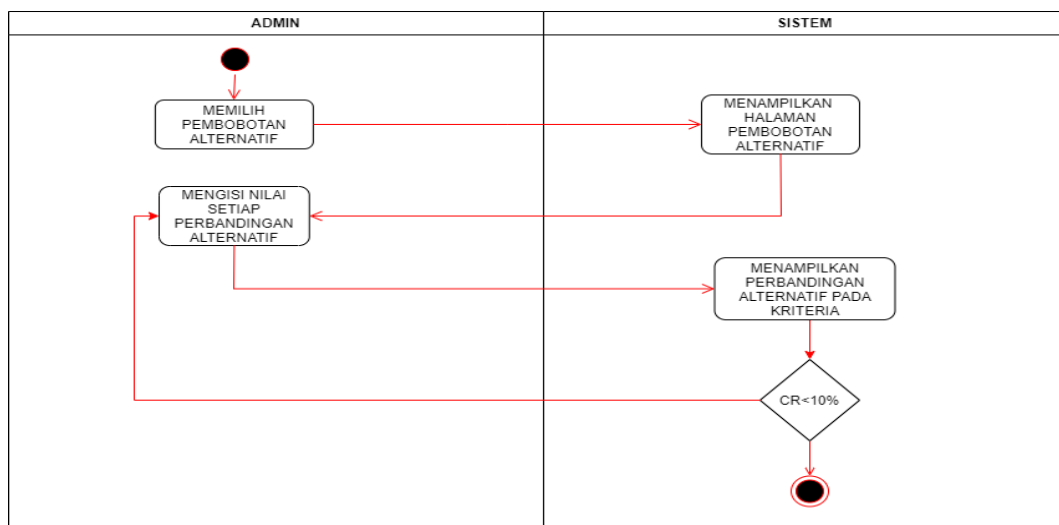 ADMIN
SISTEM
MEMILIH
PEMBOBOTAN
ALTERNATIF
MENAMPILKAN
HALAMAN
PEMBOBOTAN
ALTERNATIF
MENGISI NILAI
SETIAP
PERBANDINGAN
ALTERNATIF
MENAMPILKAN
PERBANDINGAN
ALTERNATIF PADA
KRITERIA
CR<10%